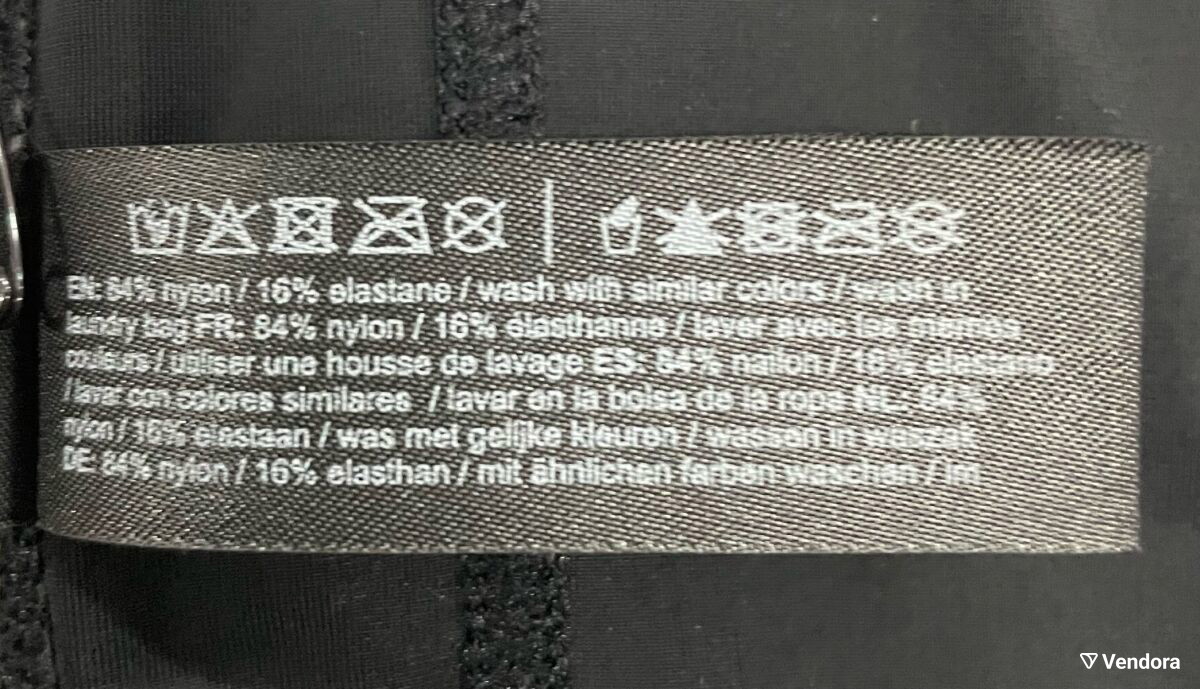 EN: 84% nylon / 16% elastane / wash with similar colors / wash in
laundry bag FR: 84% nylon / 16% élasthanne / laver avec les mêmes
couleurs / utiliser une housse de lavage ES: 84% nailon / 16% elastano
/ lavar con colores similares / lavar en la bolsa de la ropa NL: 84%
nylon / 16% elastaan / was met gelijke kleuren / wassen in waszak
DE: 84% nylon / 16% elasthan / mit ähnlichen farben waschen / im
Vendora